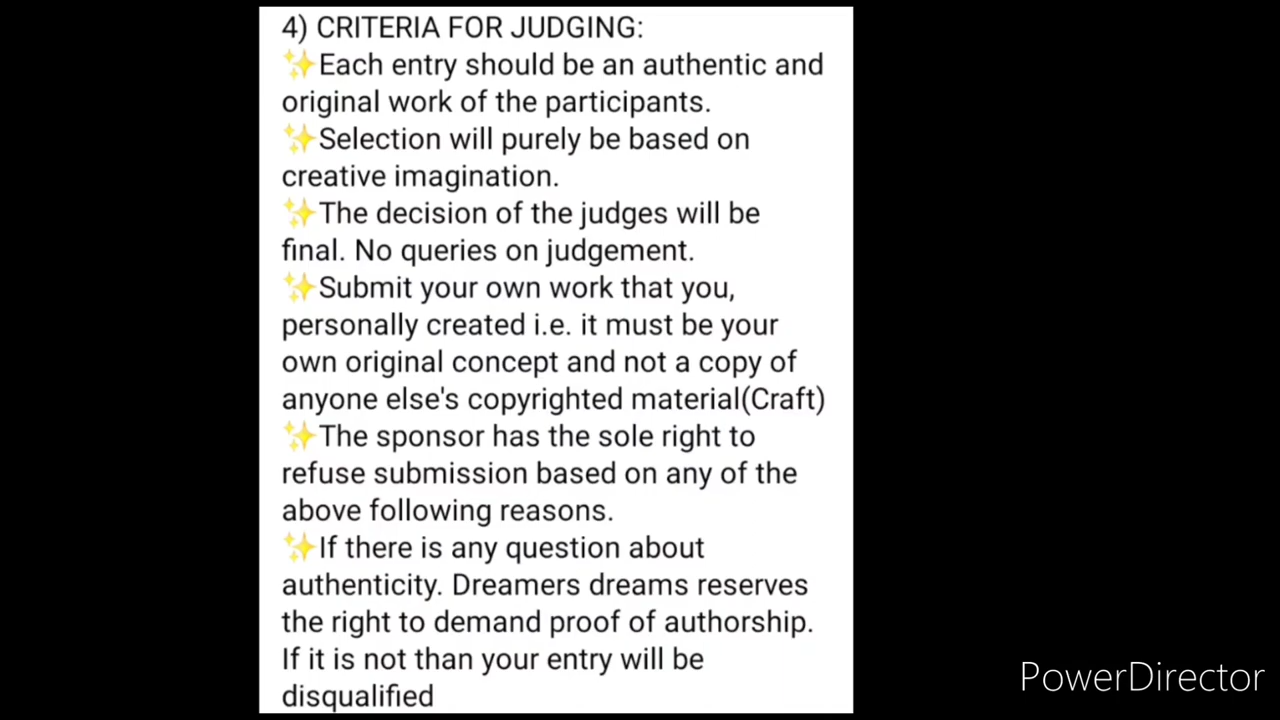 4) CRITERIA FOR JUDGING:
✨Each entry should be an authentic and
original work of the participants.
✨Selection will purely be based on
creative imagination.
✨The decision of the judges will be
final. No queries on judgement.
✨Submit your own work that you,
personally created i.e. it must be your
own original concept and not a copy of
anyone else's copyrighted material(Craft)
✨The sponsor has the sole right to
refuse submission based on any of the
above following reasons.
✨If there is any question about
authenticity. Dreamers dreams reserves
the right to demand proof of authorship.
If it is not than your entry will be
disqualified
PowerDirector